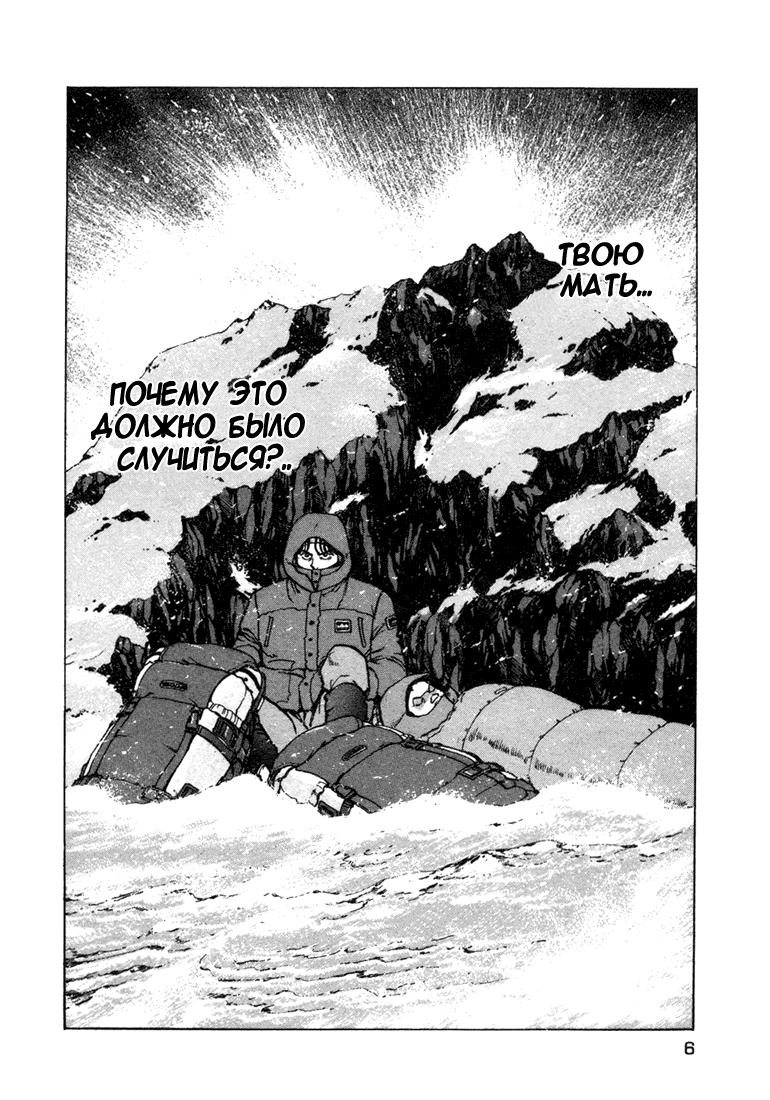 ТВОЮ
МАТЬ...
ПОЧЕМУ ЭТО
ДОЛЖНО БЫЛО
СЛУЧИТЬСЯ?..
6